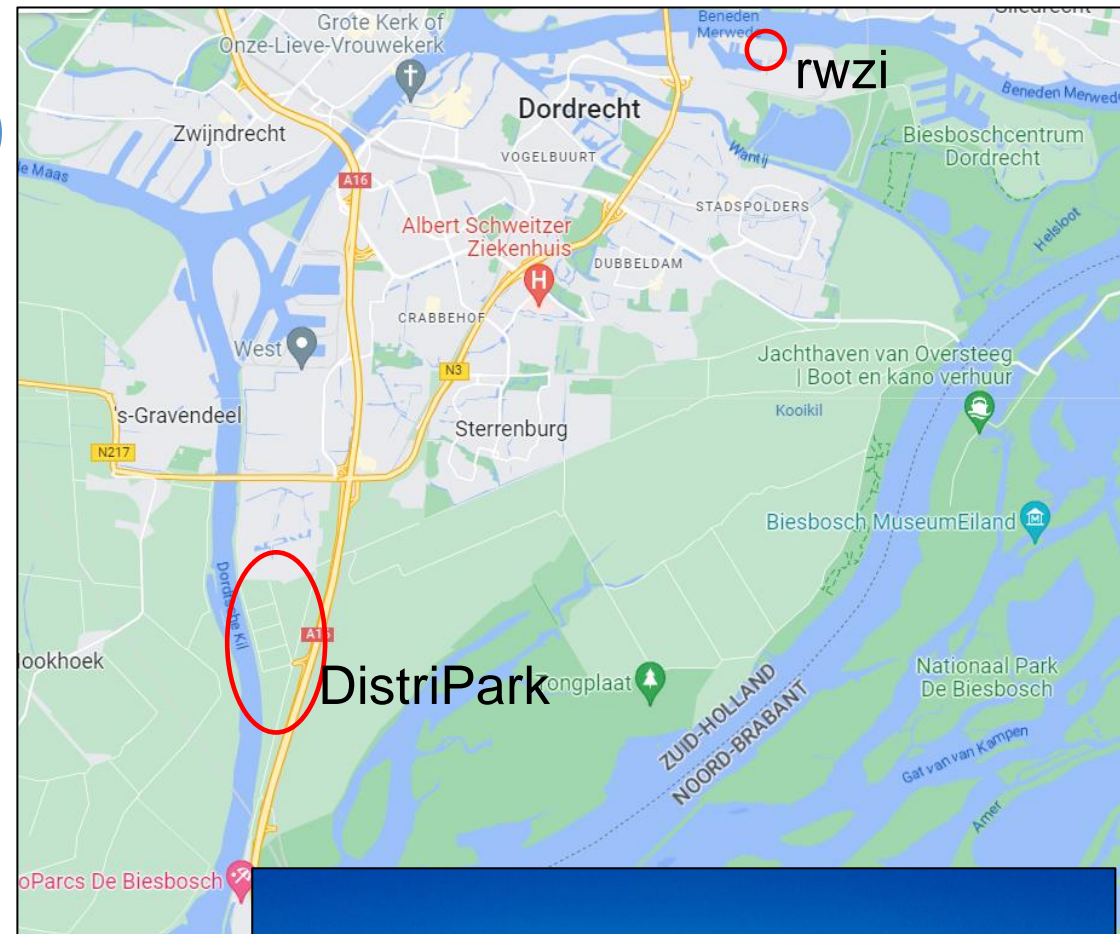 Grote Kerk of
Onze-Lieve-Vrouwekerk
Beneden
Merwede
rwzi
Beneden Merwede
Zwijndrecht
Dordrecht
Biesboschcentrum
Dordrecht
VOGELBUURT
Wantij
e Maas
A16
STADSPOLDERS
Albert Schweitzer
Ziekenhuis
H
DUBBELDAM
Helsloot
CRABBEHOF
West
N3
Jachthaven van Oversteeg
| Boot en kano verhuur
Kooikil
's-Gravendeel
Sterrenburg
N217
Biesbosch MuseumEiland
Dordtsche Kil
A16
lookhoek
DistriPark
ongplaat
ZUID-HOLLAND
NOORD-BRABANT
Nationaal Park
De Biesbosch
Gat van van Kampen
Amer
oParcs De Biesbosch